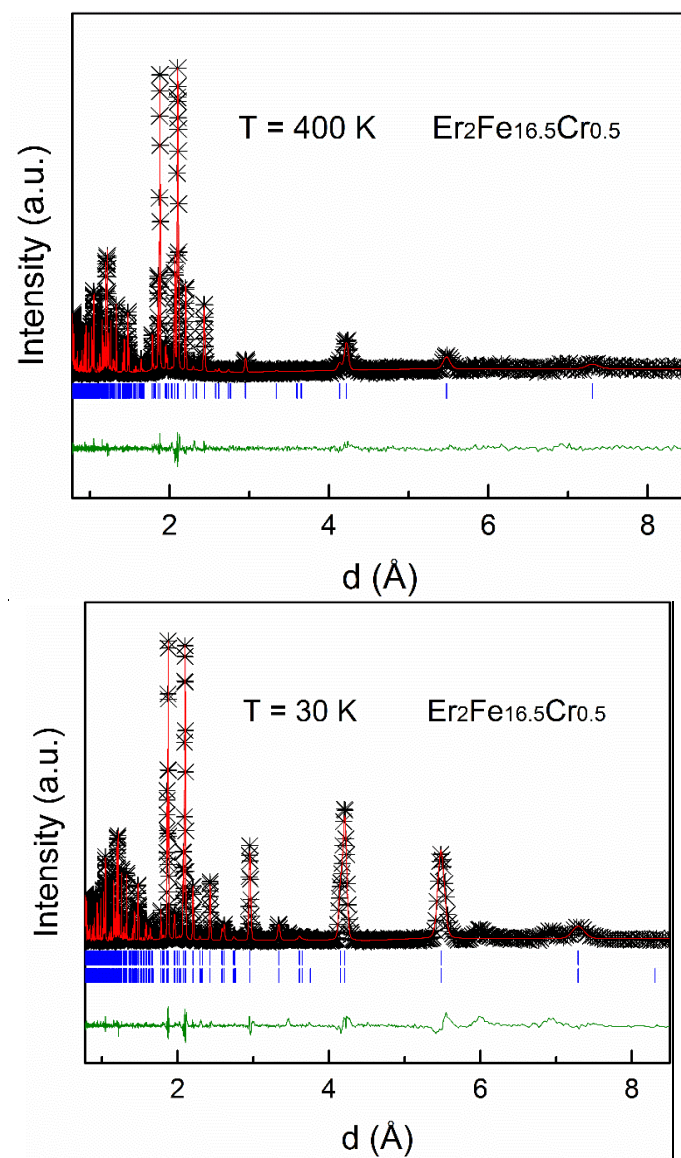 T = 400 K Er2Fe16.5Cr0.5
Intensity (a.u.)
2 4 6 8
d (Å)
T = 30 K Er2Fe16.5Cr0.5
Intensity (a.u.)
2 4 6 8
d (Å)